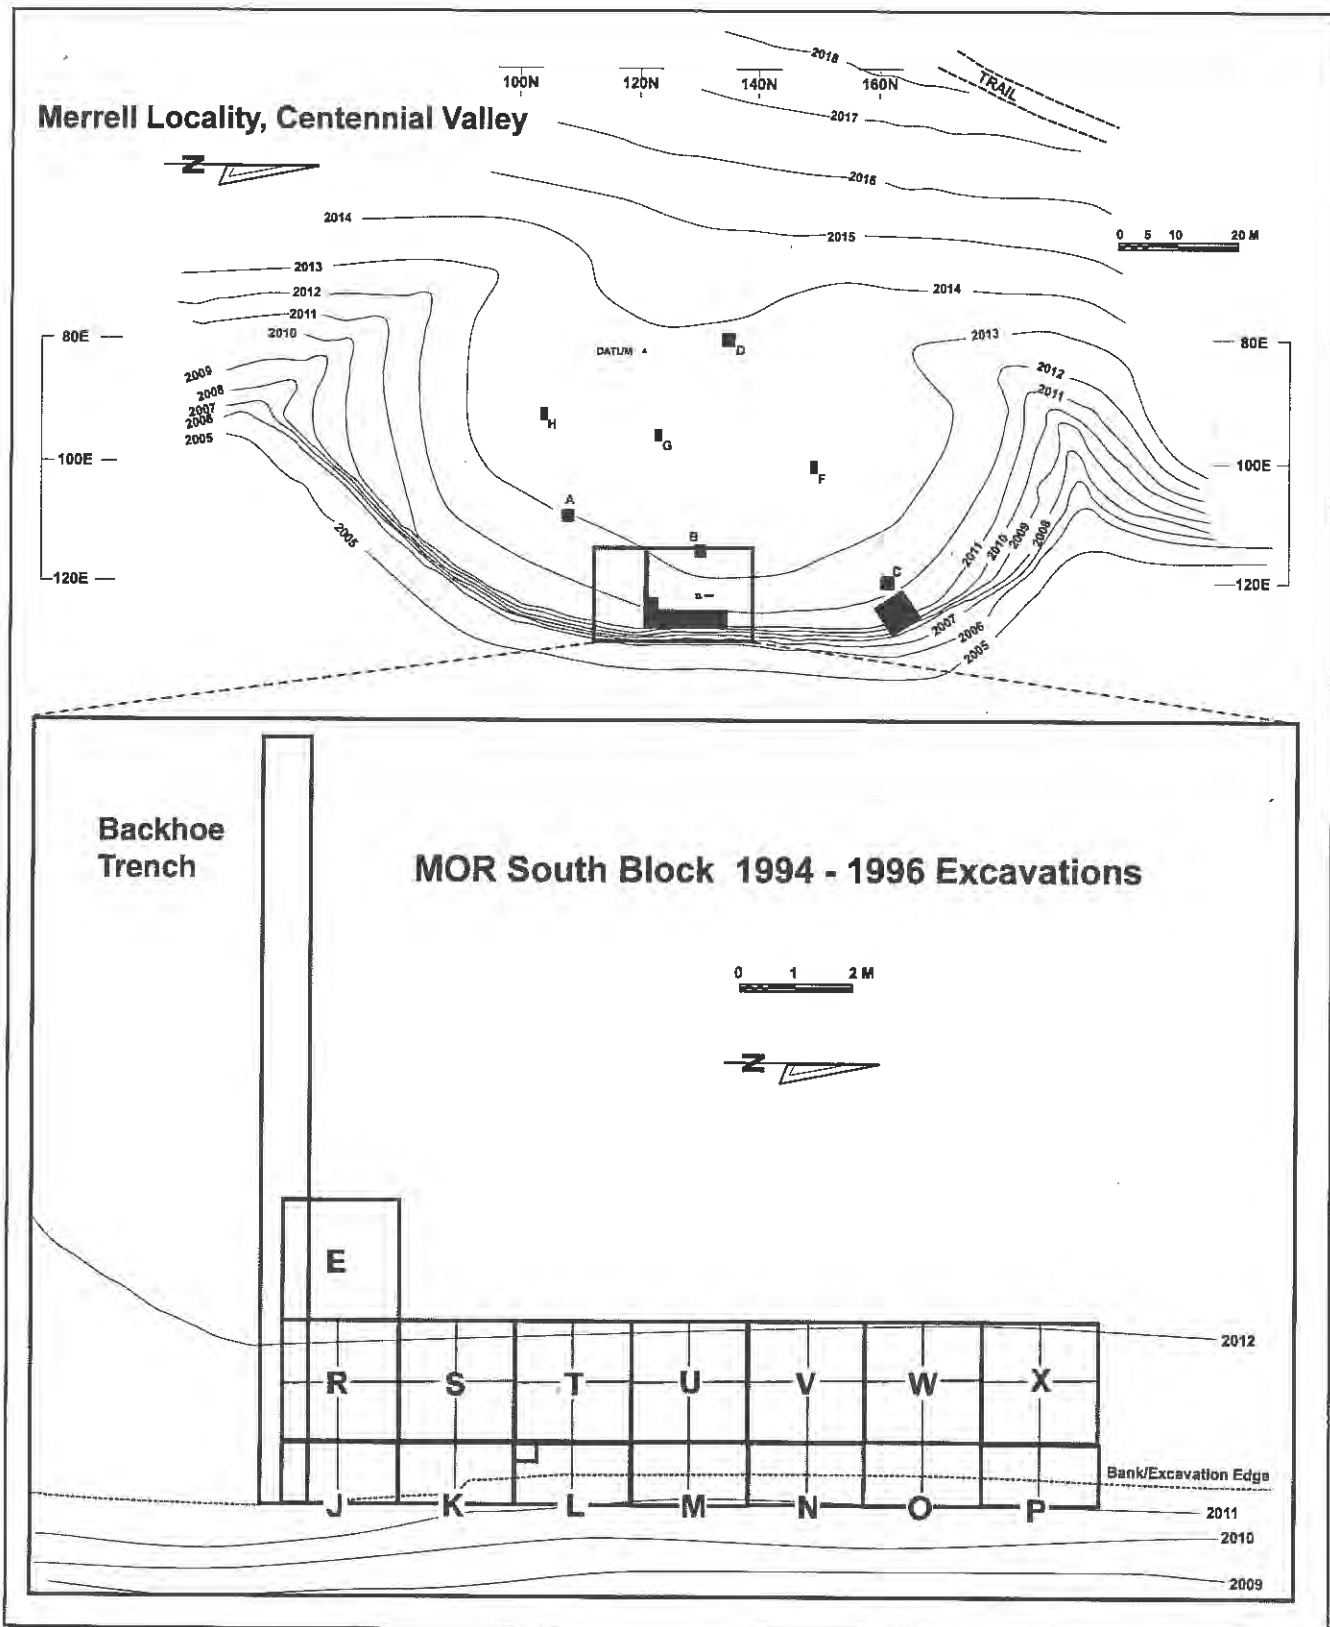 2018
100N 120N 140N 160N
TRAIL
Merrell Locality, Centennial Valley
2017
N
2016
2014
2015
0 5 10 20 M
2013
2012
2014
2011
2010
2013
80E
DATUM
D
80E
2009
2012
2008
2011
2007
2006
H
2005
G
100E
F
100E
A
2005
B
2011 2010 2009 2008
120E
C
120E
2007
2006
2005
Backhoe
Trench
MOR South Block 1994 - 1996 Excavations
0 1 2 M
N
E
2012
R S T U V W X
Bank/Excavation Edge
J K L M N O P
2011
2010
2009